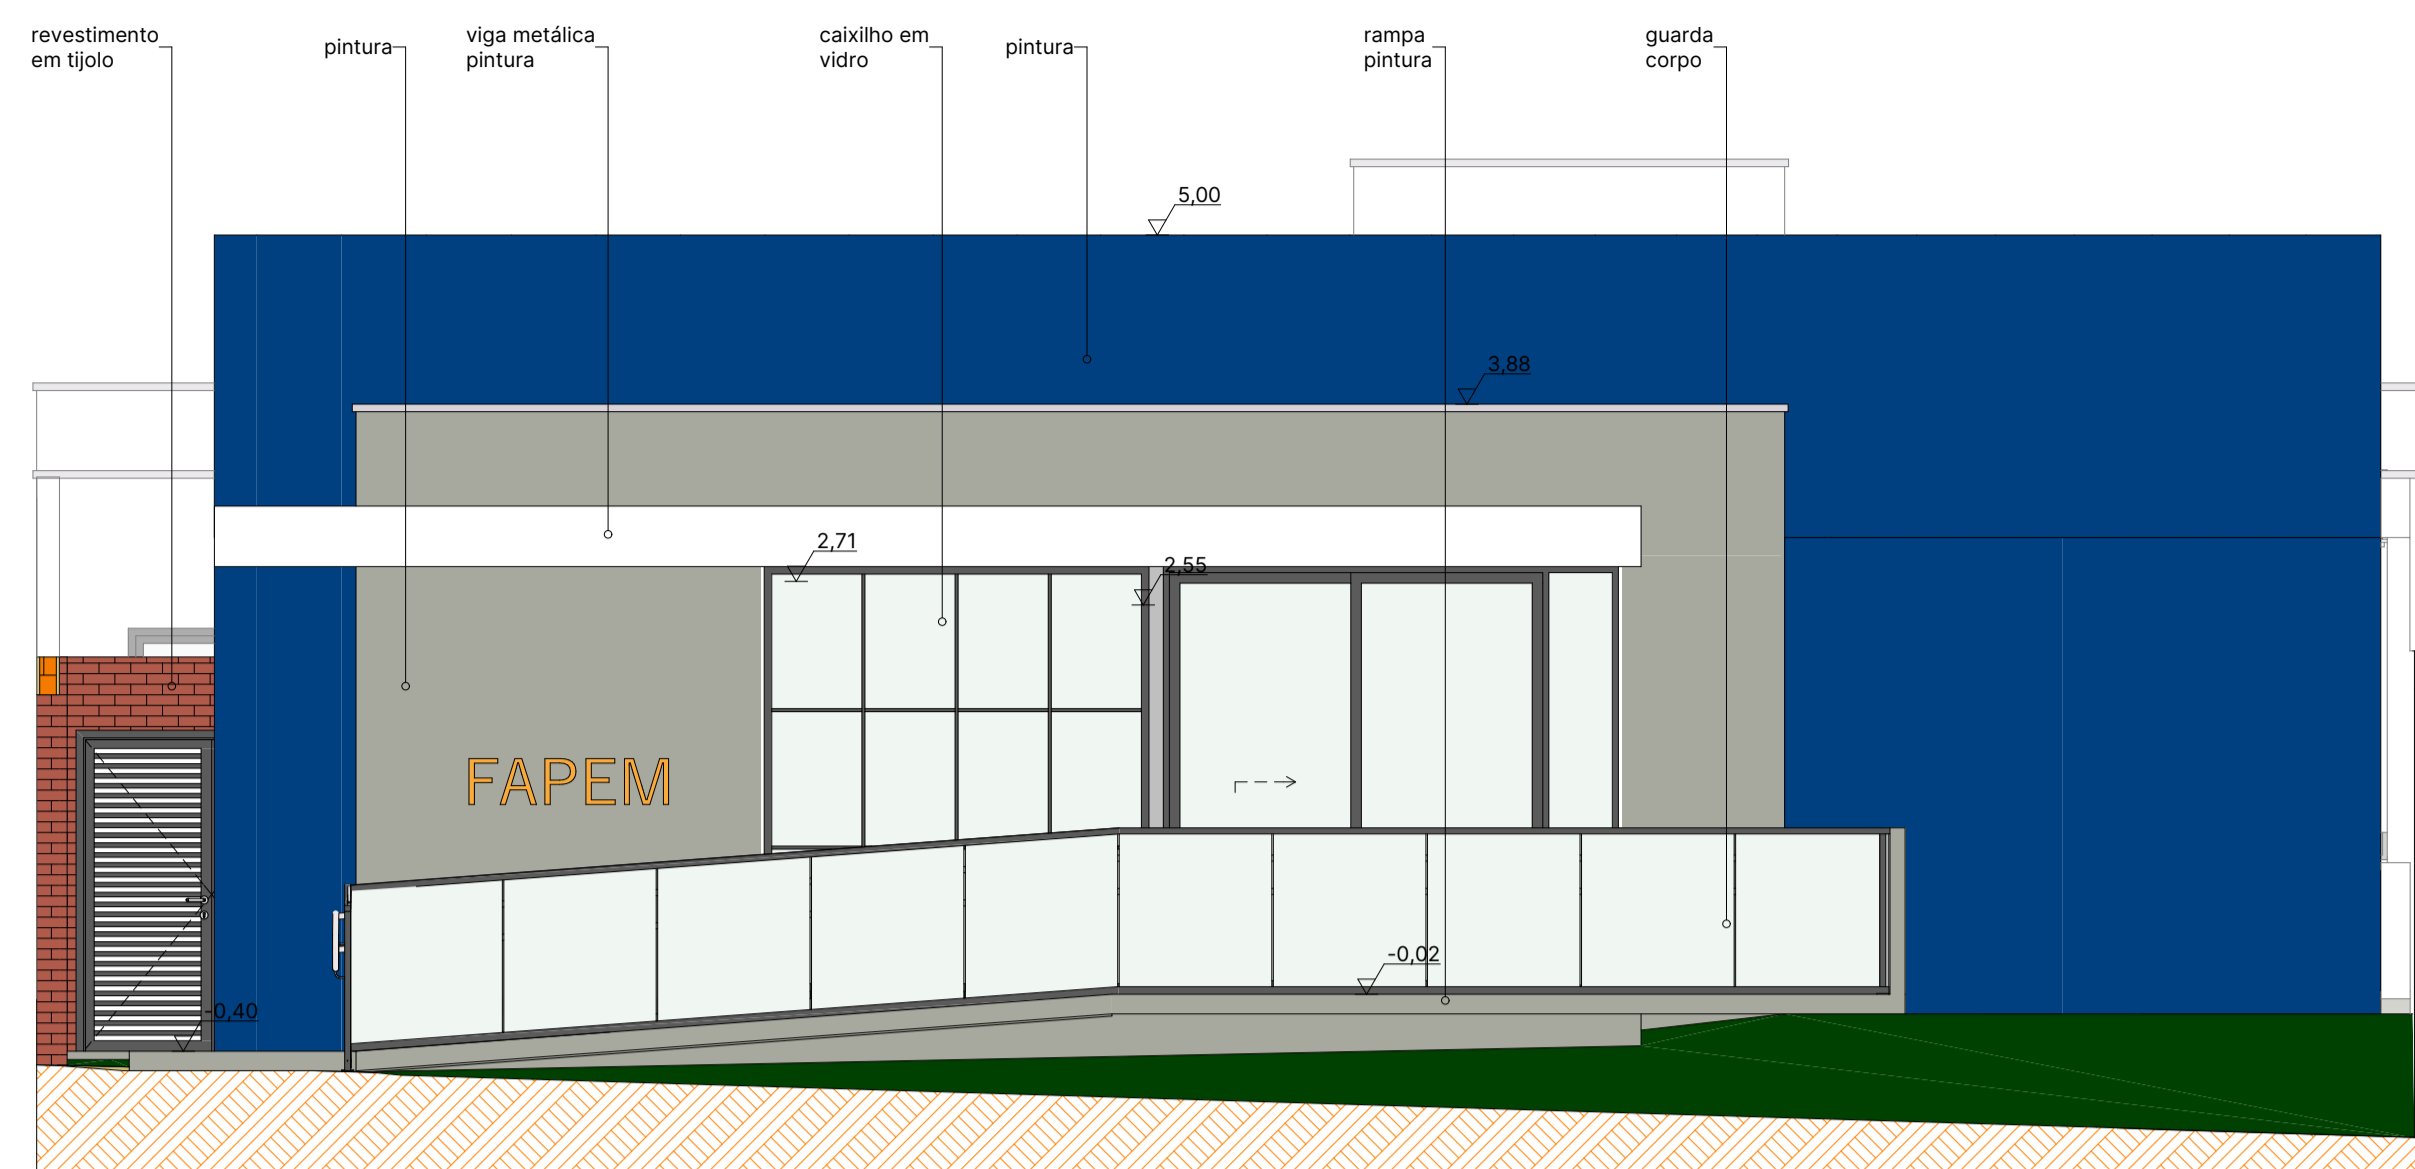 revestimento
em tijolo
pintura
viga metálica
pintura
caixilho em
vidro
pintura
rampa
pintura
guarda
corpo
5,00
3,88
2,71
2,55
FAPEM
-0,02
-0,40